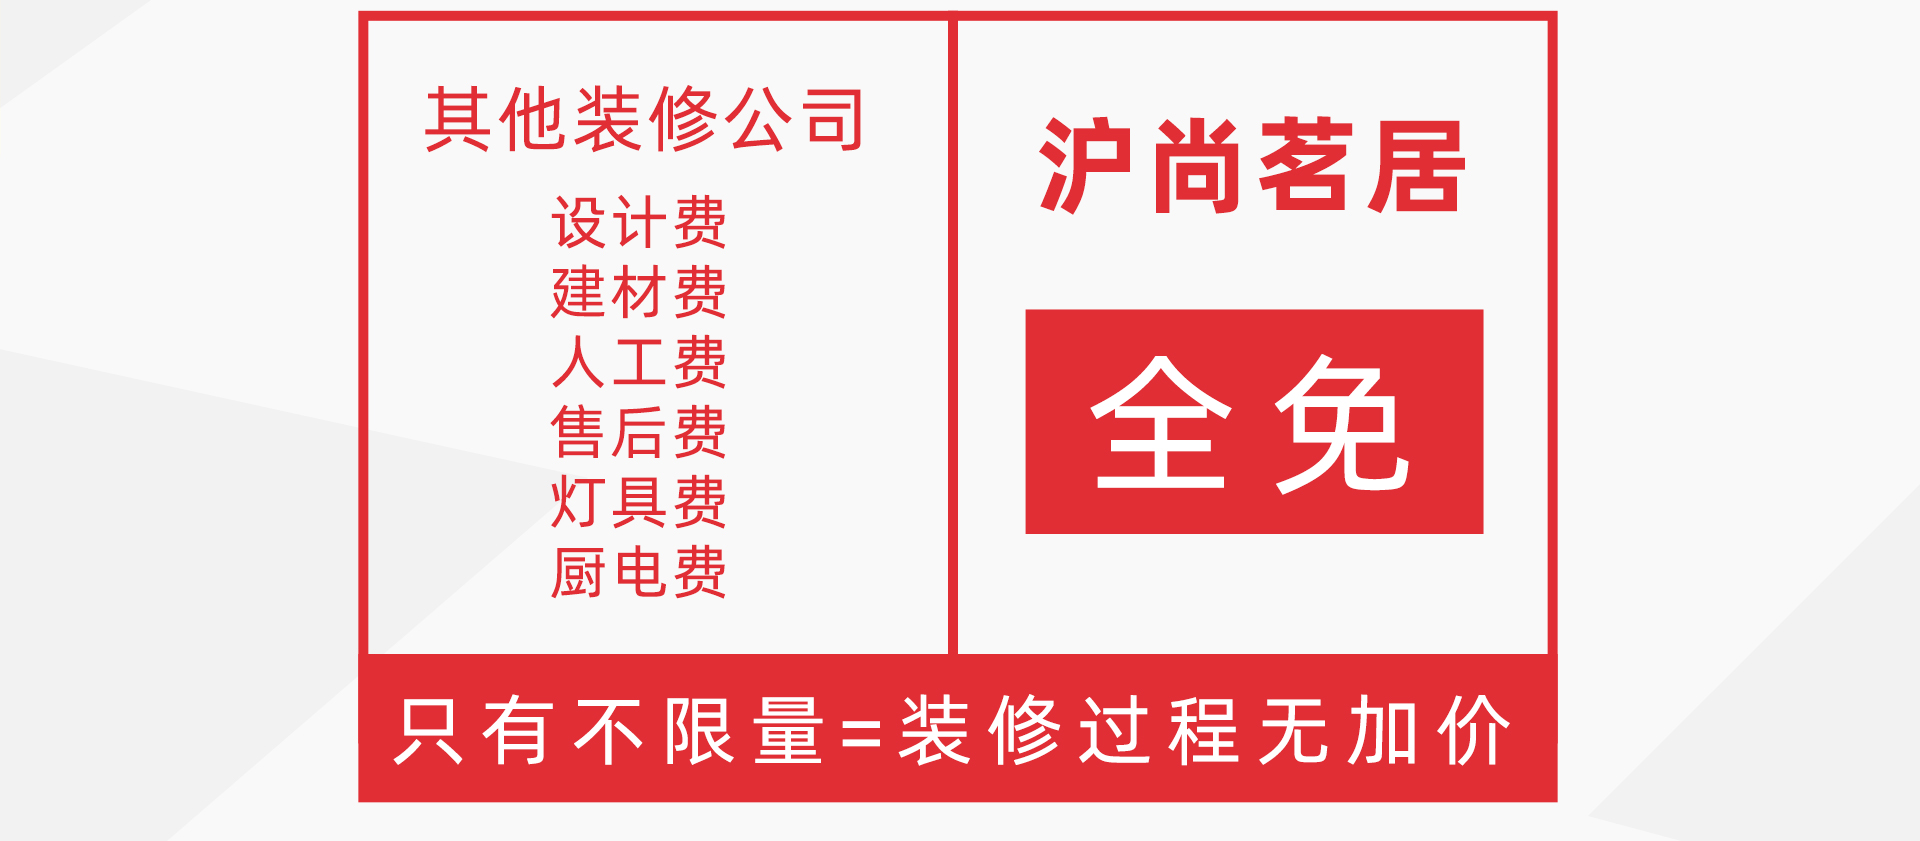 其他装修公司
设计费
建材费
人工费
售后费
灯具费
厨电费
沪尚茗居
全免
只有不限量=装修过程无加价